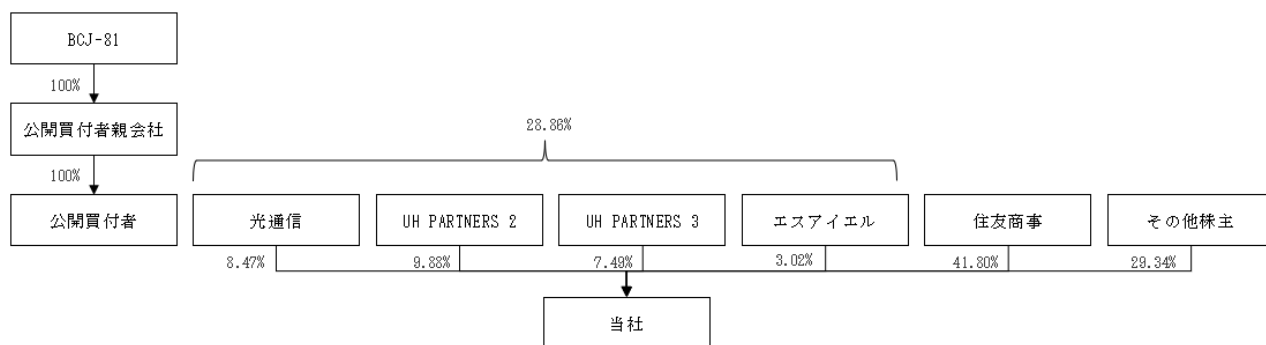 BCJ-81
100%
公開買付者親会社
28.86%
100%
公開買付者
光通信
UH PARTNERS 2
UH PARTNERS 3
エスアイエル
住友商事
その他株主
8.47%
9.88%
7.49%
3.02%
41.80%
29.34%
当社